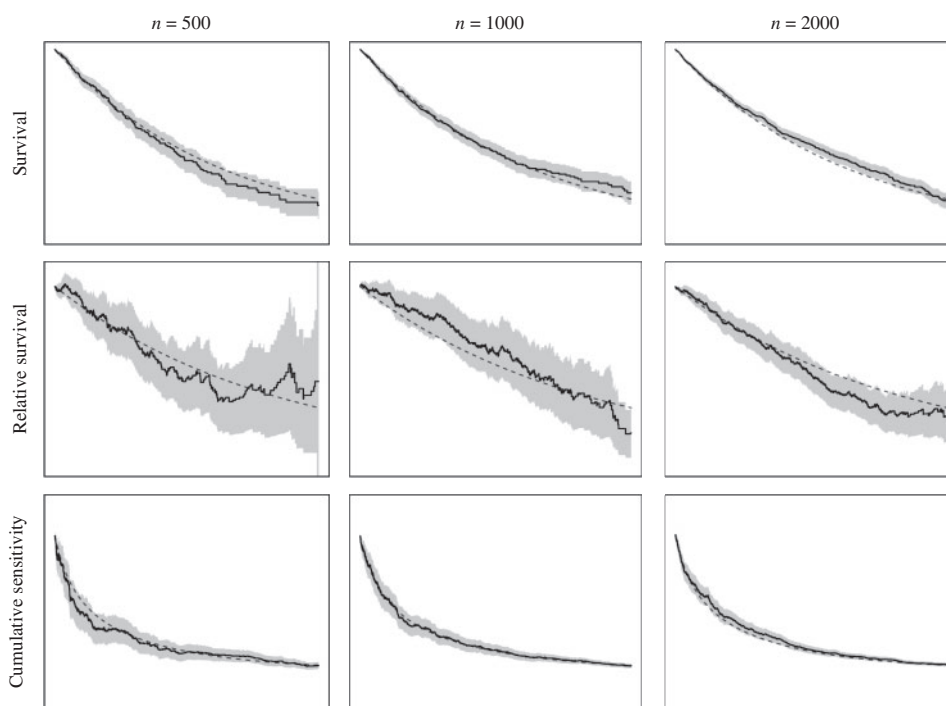 n = 500
n = 1000
n = 2000
Survival
Relative survival
Cumulative sensitivity